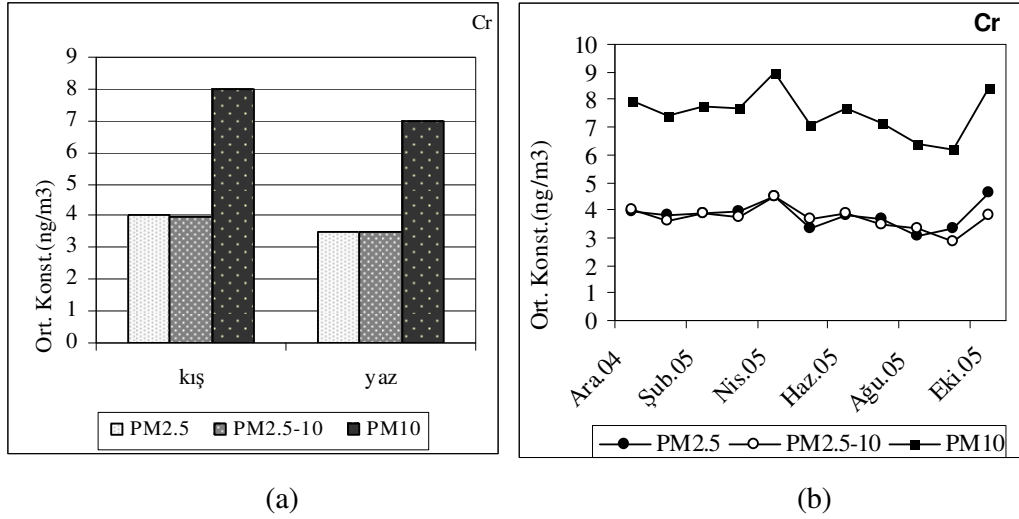 Cr
9
8
7
6
5
4
3
2
1
0
Ort. Konst.(ng/m3)
kış yaz
PM2.5 PM2.5-10 PM10
(a)
Cr
10
9
8
7
6
5
4
3
2
1
0
Ort. Konst.(ng/m3)
Ara.04 Şub.05 Nis.05 Haz.05 Ağu.05 Eki.05
PM2.5 PM2.5-10 PM10
(b)